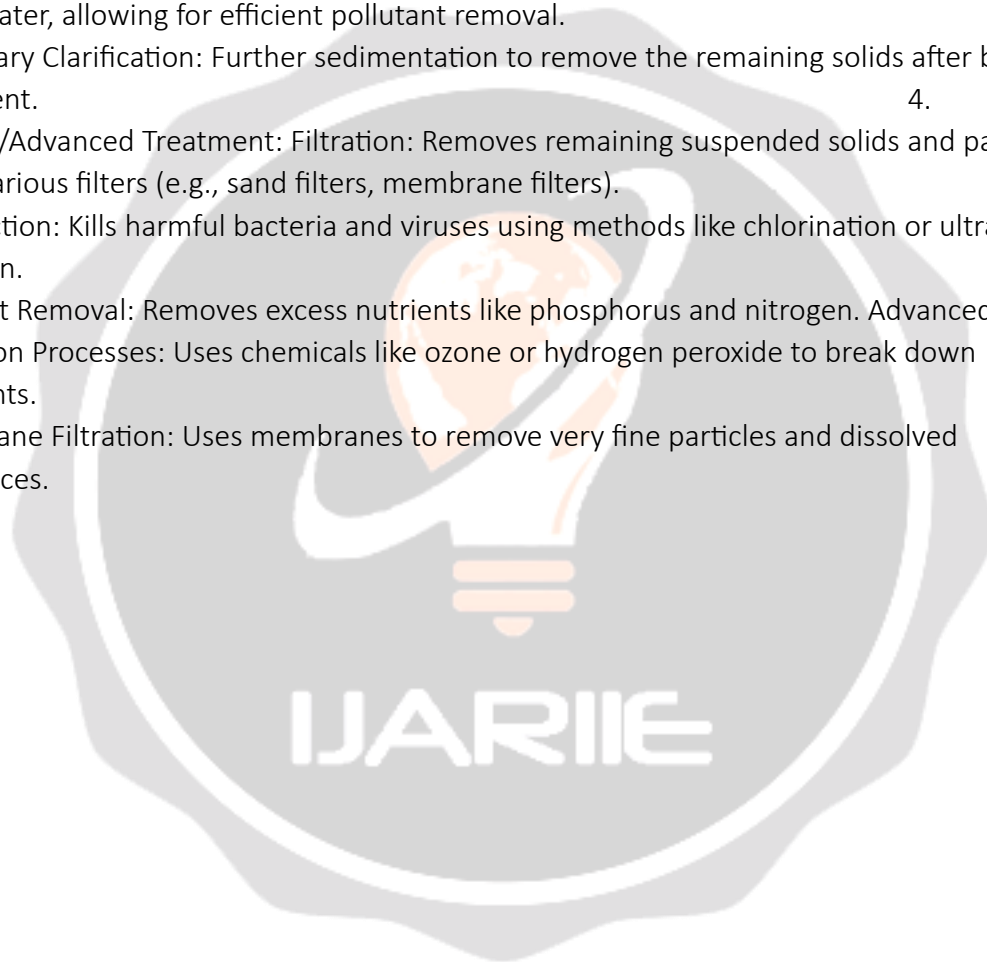 ater, allowing for efficient pollutant removal.
ary Clarification: Further sedimentation to remove the remaining solids after b
ent. 4.
/Advanced Treatment: Filtration: Removes remaining suspended solids and pa
arious filters (e.g., sand filters, membrane filters).
ction: Kills harmful bacteria and viruses using methods like chlorination or ultra
n.
t Removal: Removes excess nutrients like phosphorus and nitrogen. Advanced
on Processes: Uses chemicals like ozone or hydrogen peroxide to break down
nts.
ane Filtration: Uses membranes to remove very fine particles and dissolved
ces.
IJARIIE